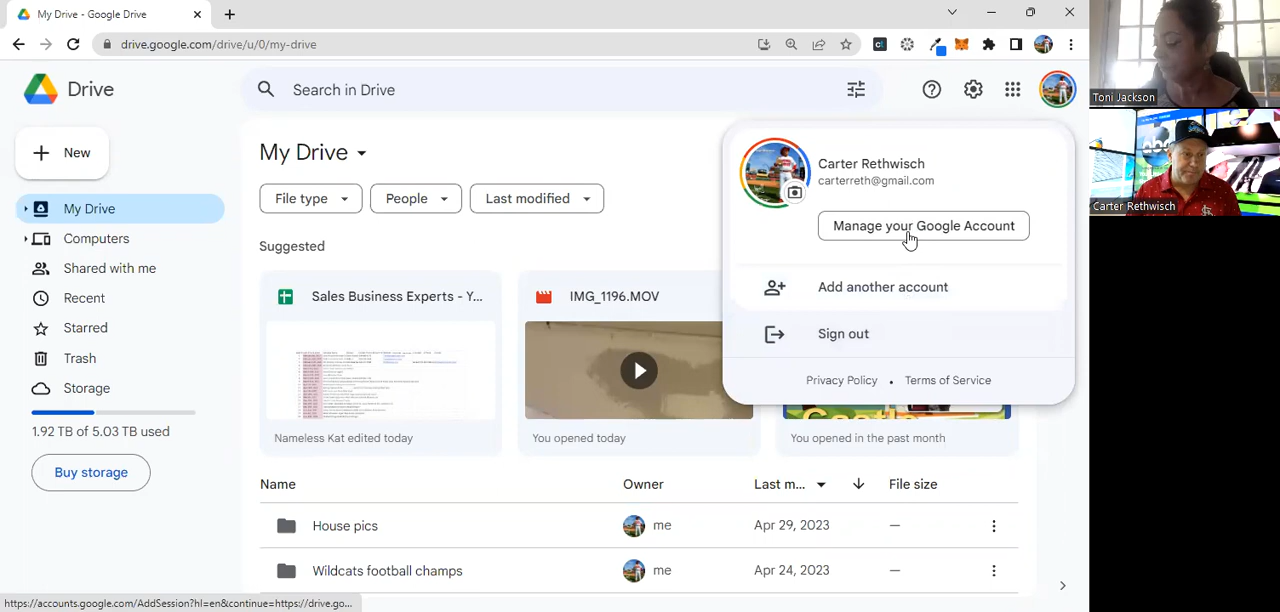 My Drive - Google Drive
drive.google.com/drive/u/0/my-drive
Drive
Search in Drive
New
My Drive
Computers
Shared with me
Recent
Starred
Trash
Storage
1.92 TB of 5.03 TB used
Buy storage
My Drive
File type
People
Last modified
Suggested
Sales Business Experts - Y...
IMG_1196.MOV
Nameless Kat edited today
You opened today
You opened in the past month
Name
Owner
Last m...
File size
House pics
me
Apr 29, 2023
—
Wildcats football champs
me
Apr 24, 2023
—
Carter Rethwisch
carterreth@gmail.com
Manage your Google Account
Add another account
Sign out
Privacy Policy
Terms of Service
https://accounts.google.com/AddSession?hl=en&continue=https://drive.go...
Toni Jackson
abc
Carter Rethwisch